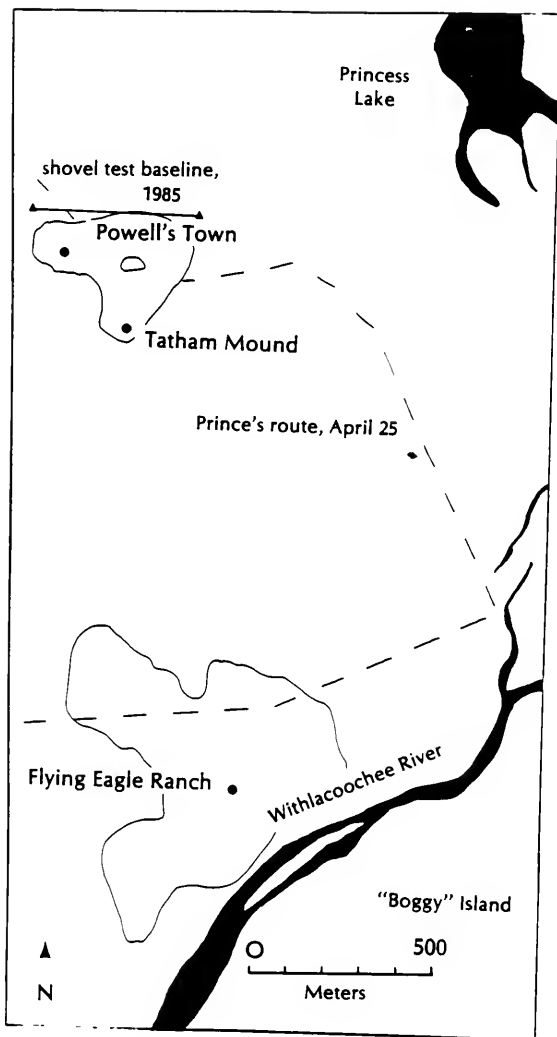 Princess
Lake
shovel test baseline,
1985
Powell's Town
Tatham Mound
Prince's route, April 25
Flying Eagle Ranch
Withlacoochee River
"Boggy" Island
O 500
Meters
N